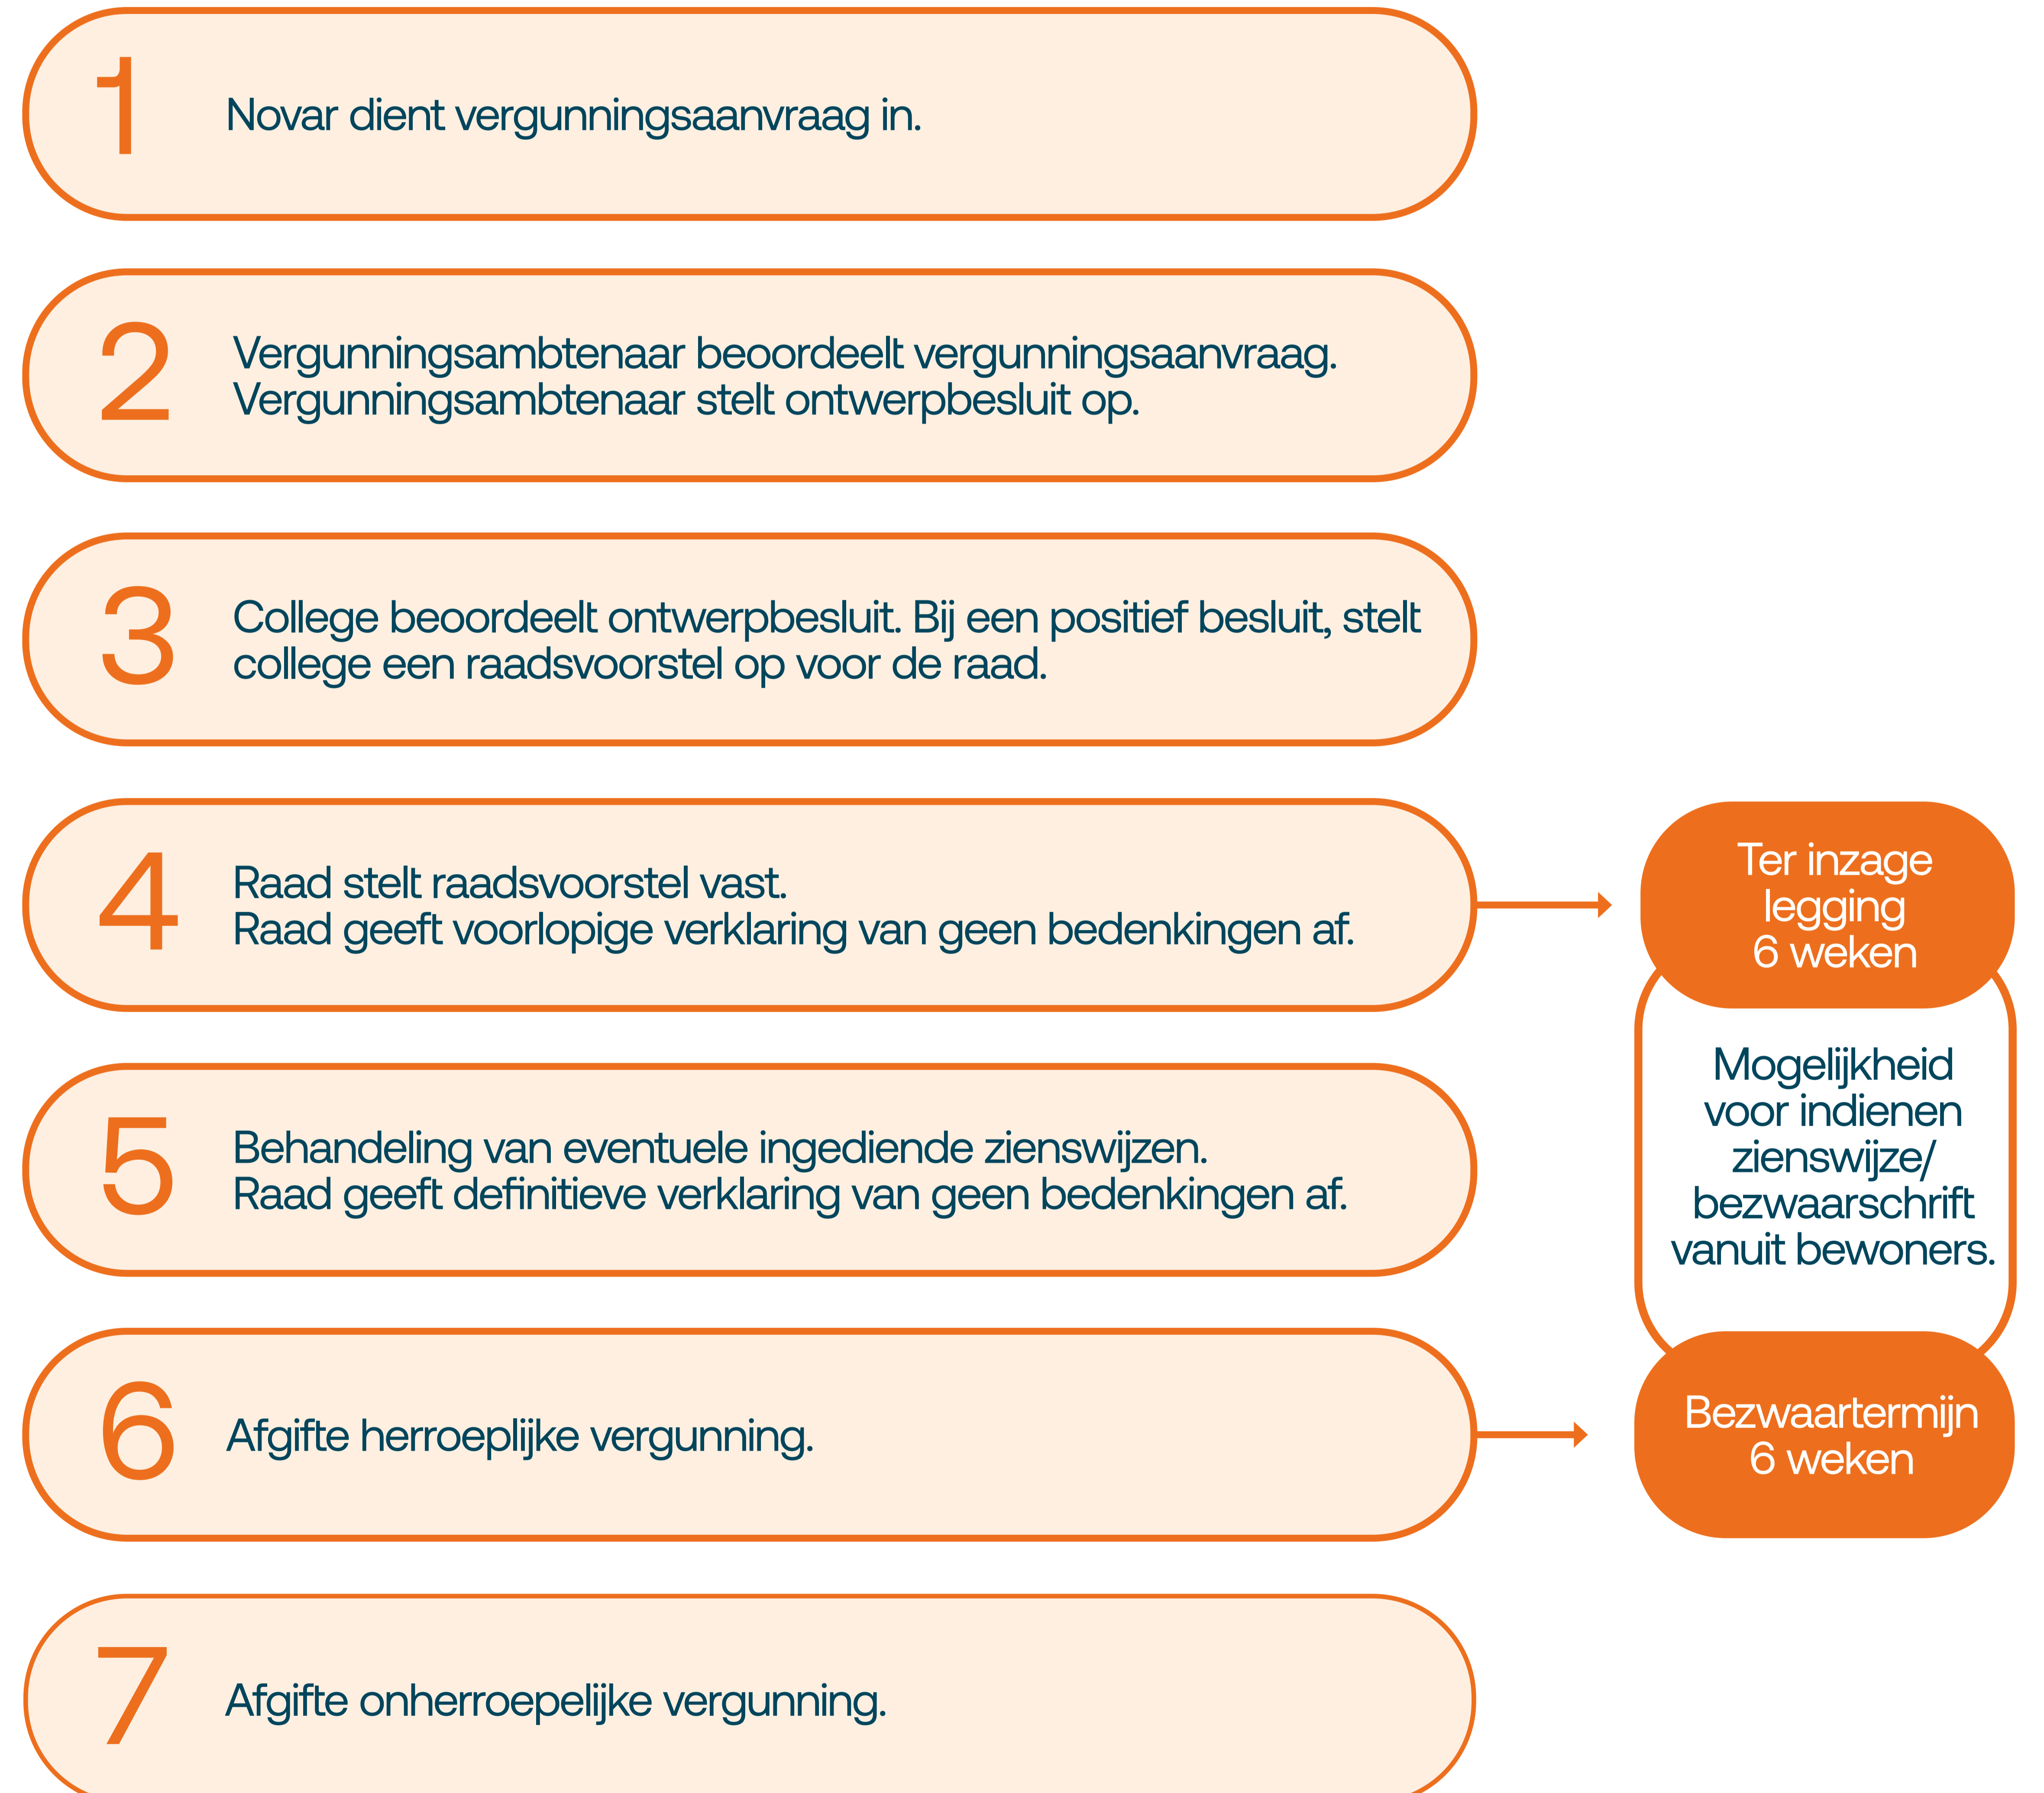 1
Novar dient vergunningsaanvraag in.
2
Vergunningsambtenaar beoordeelt vergunningsaanvraag.
Vergunningsambtenaar stelt ontwerpbesluit op.
3
College beoordeelt ontwerpbesluit. Bij een positief besluit, stelt
college een raadsvoorstel op voor de raad.
4
Raad stelt raadsvoorstel vast.
Raad geeft voorlopige verklaring van geen bedenkingen af.
Ter inzage
legging
6 weken
Mogelijkheid
voor indienen
zienswijze/
bezwaarschrift
vanuit bewoners.
5
Behandeling van eventuele ingediende zienswijzen.
Raad geeft definitieve verklaring van geen bedenkingen af.
6
Afgifte herroeplijke vergunning.
Bezwaartermijn
6 weken
7
Afgifte onherroepelijke vergunning.